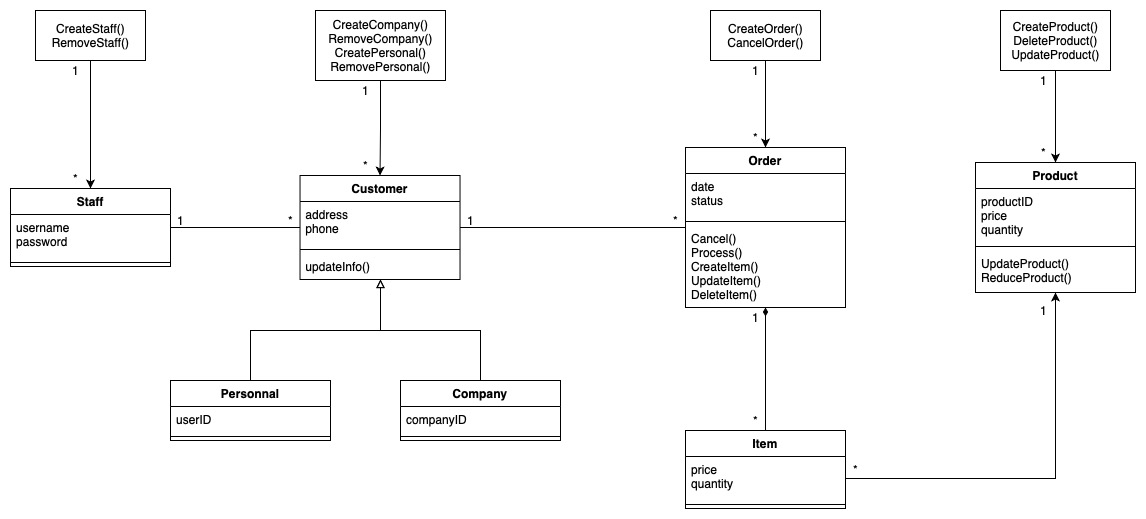 CreateStaff()
RemoveStaff()
1
*
CreateCompany()
RemoveCompany()
CreatePersonal()
RemovePersonal()
1
*
CreateOrder()
CancelOrder()
1
*
CreateProduct()
DeleteProduct()
UpdateProduct()
1
*
Staff
username
password
1
*
Customer
address
phone
updateInfo()
1
*
Order
date
status
Cancel()
Process()
CreateItem()
UpdateItem()
DeleteItem()
1
*
Product
productID
price
quantity
UpdateProduct()
ReduceProduct()
1
*
Personnal
userID
Company
companyID
Item
price
quantity